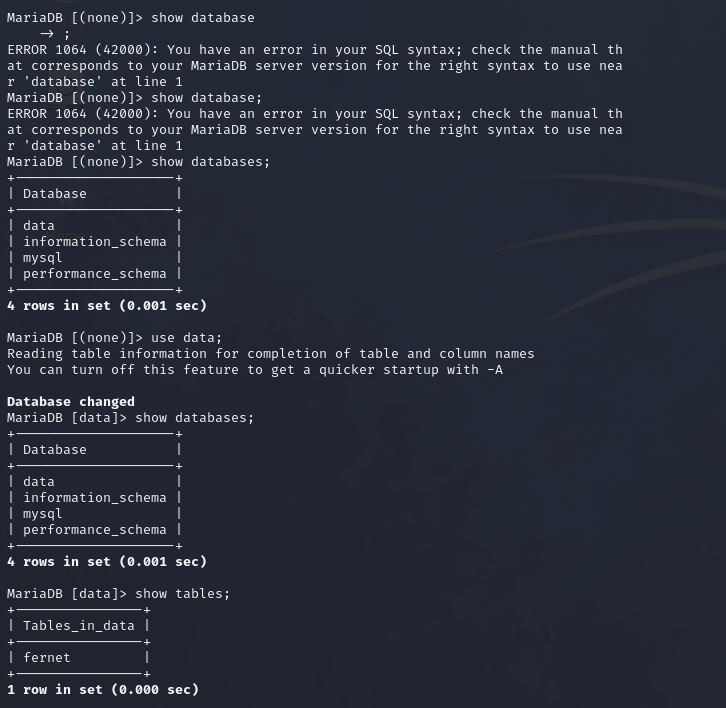 MariaDB [(none)]> show database
    → ;
ERROR 1064 (42000): You have an error in your SQL syntax; check the manual th
at corresponds to your MariaDB server version for the right syntax to use nea
r 'database' at line 1
MariaDB [(none)]> show database;
ERROR 1064 (42000): You have an error in your SQL syntax; check the manual th
at corresponds to your MariaDB server version for the right syntax to use nea
r 'database' at line 1
MariaDB [(none)]> show databases;
+--------------------+
| Database           |
+--------------------+
| data               |
| information_schema |
| mysql              |
| performance_schema |
+--------------------+
4 rows in set (0.001 sec)

MariaDB [(none)]> use data;
Reading table information for completion of table and column names
You can turn off this feature to get a quicker startup with -A

Database changed
MariaDB [data]> show databases;
+--------------------+
| Database           |
+--------------------+
| data               |
| information_schema |
| mysql              |
| performance_schema |
+--------------------+
4 rows in set (0.001 sec)

MariaDB [data]> show tables;
+----------------+
| Tables_in_data |
+----------------+
| fernet         |
+----------------+
1 row in set (0.000 sec)